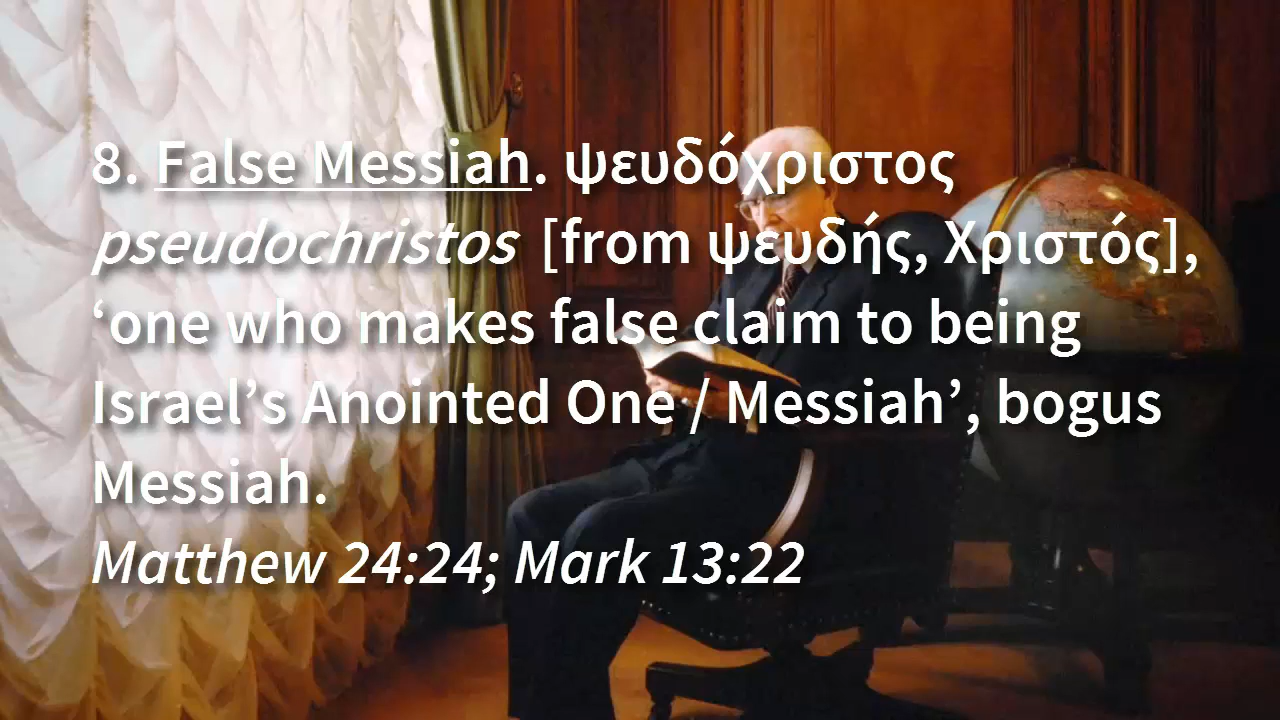 8. False Messiah. ψευδόχριστος
pseudochristos [from ψευδής, Χριστός],
‘one who makes false claim to being
Israel’s Anointed One / Messiah’, bogus
Messiah.
Matthew 24:24; Mark 13:22